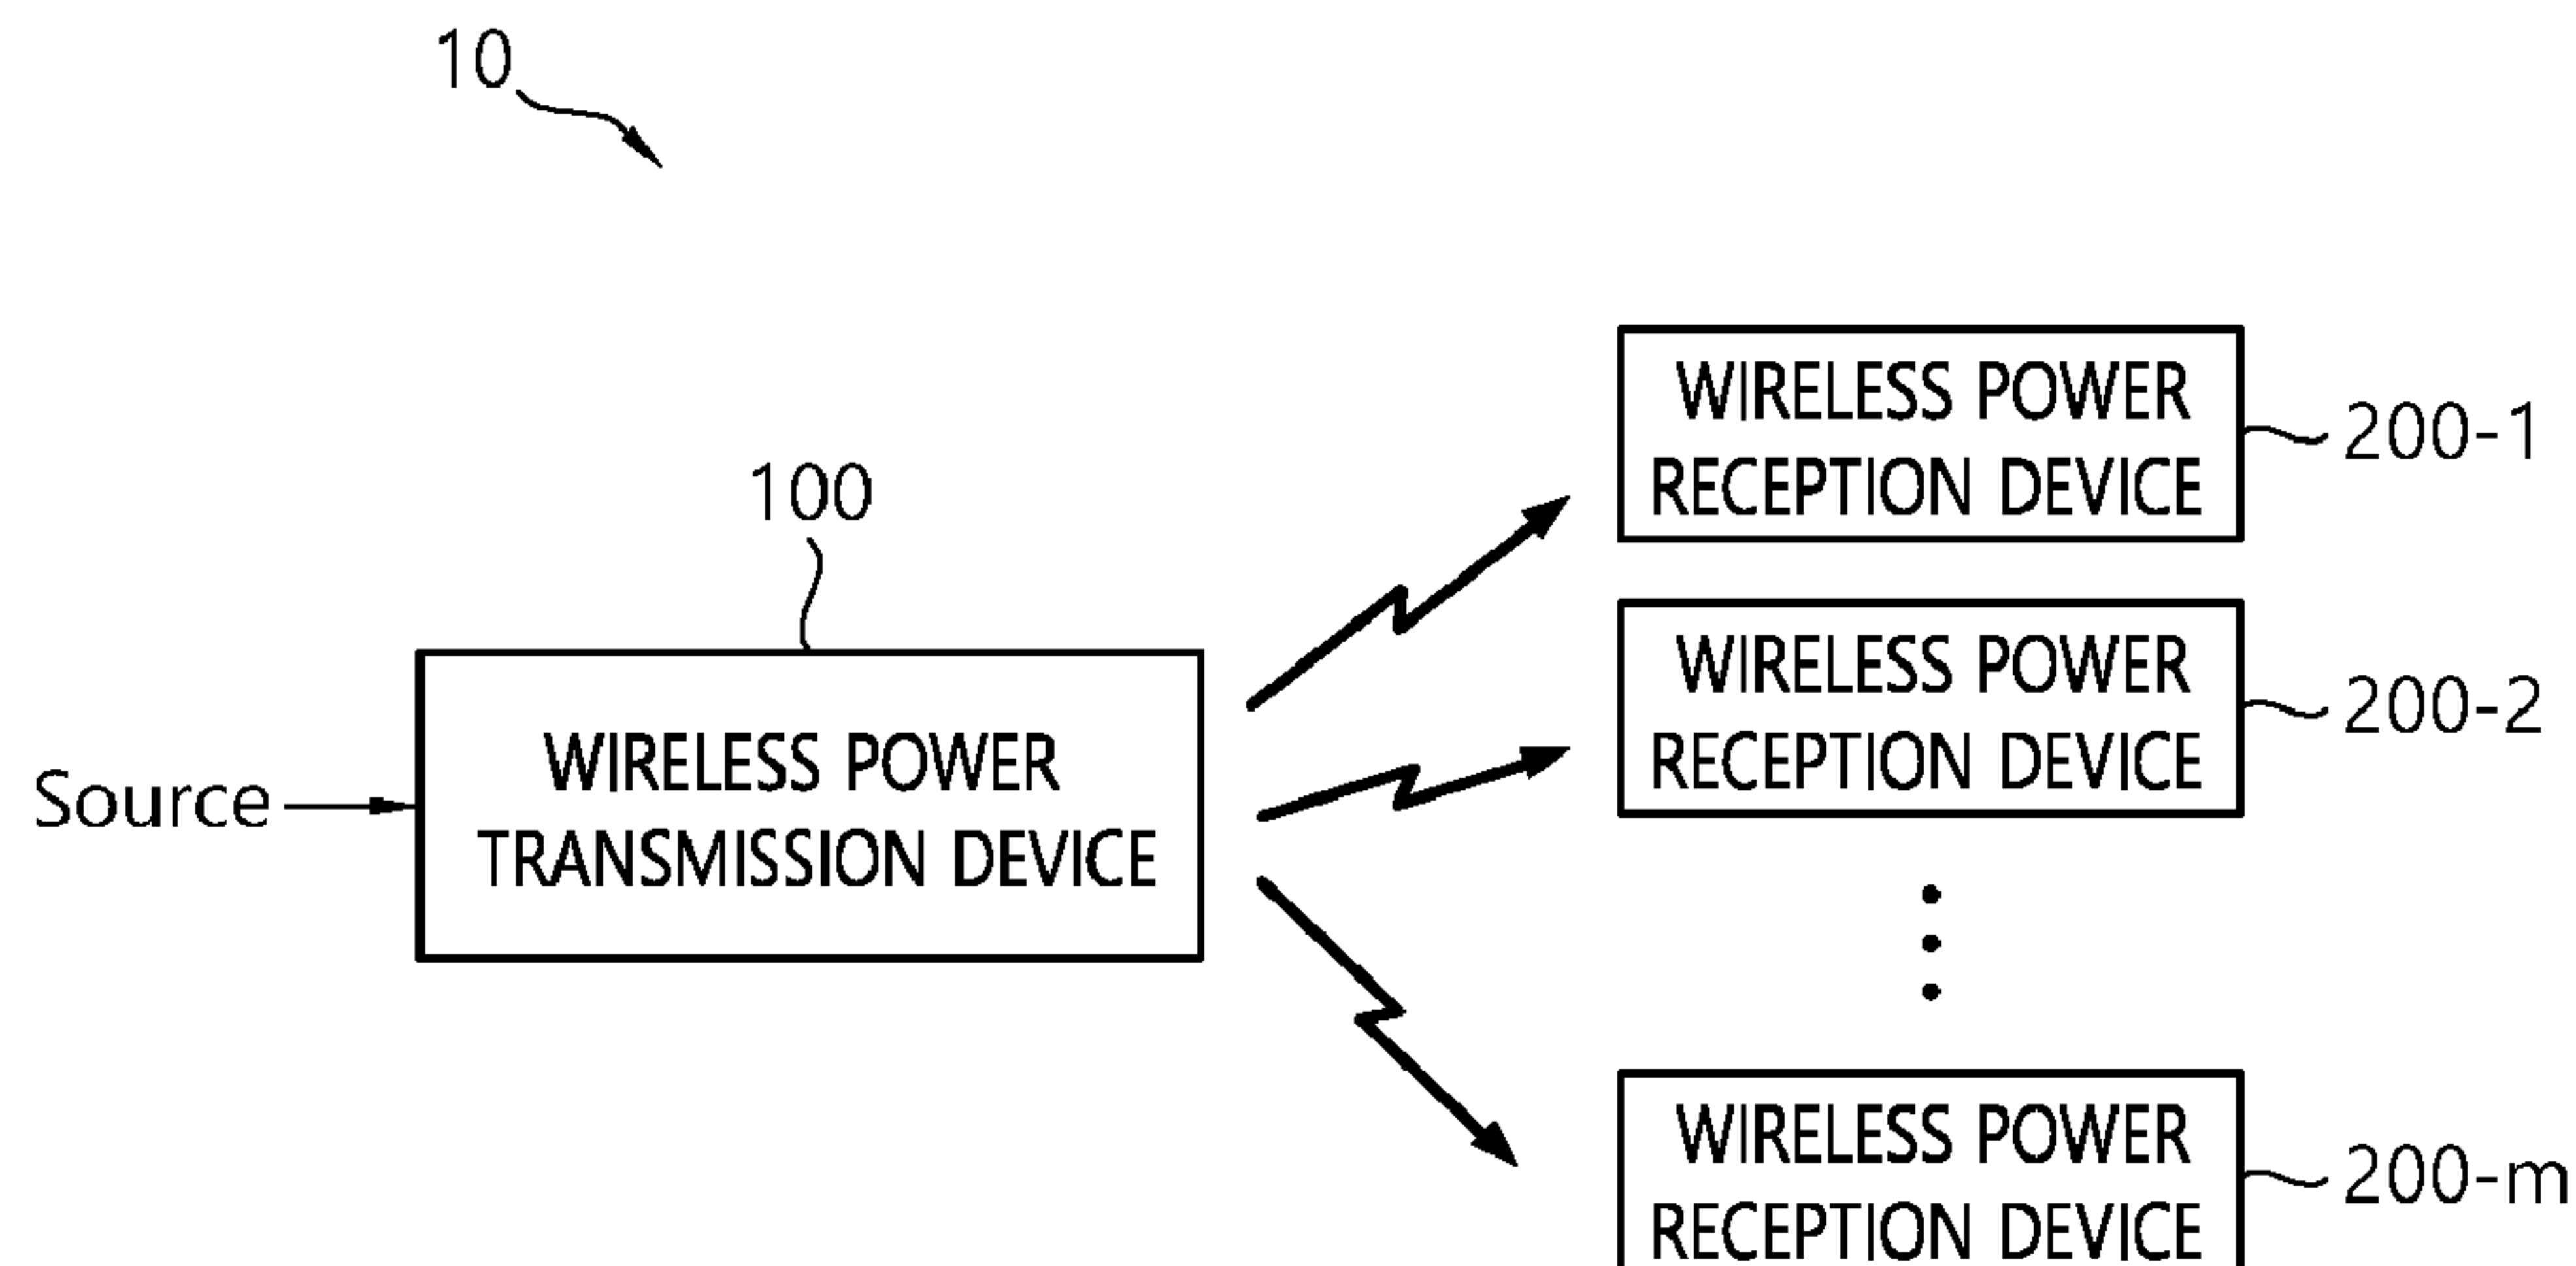 10
WIRELESS POWER
RECEPTION DEVICE
200-1
100
WIRELESS POWER
RECEPTION DEVICE
200-2
Source
WIRELESS POWER
TRANSMISSION DEVICE
WIRELESS POWER
RECEPTION DEVICE
200-m